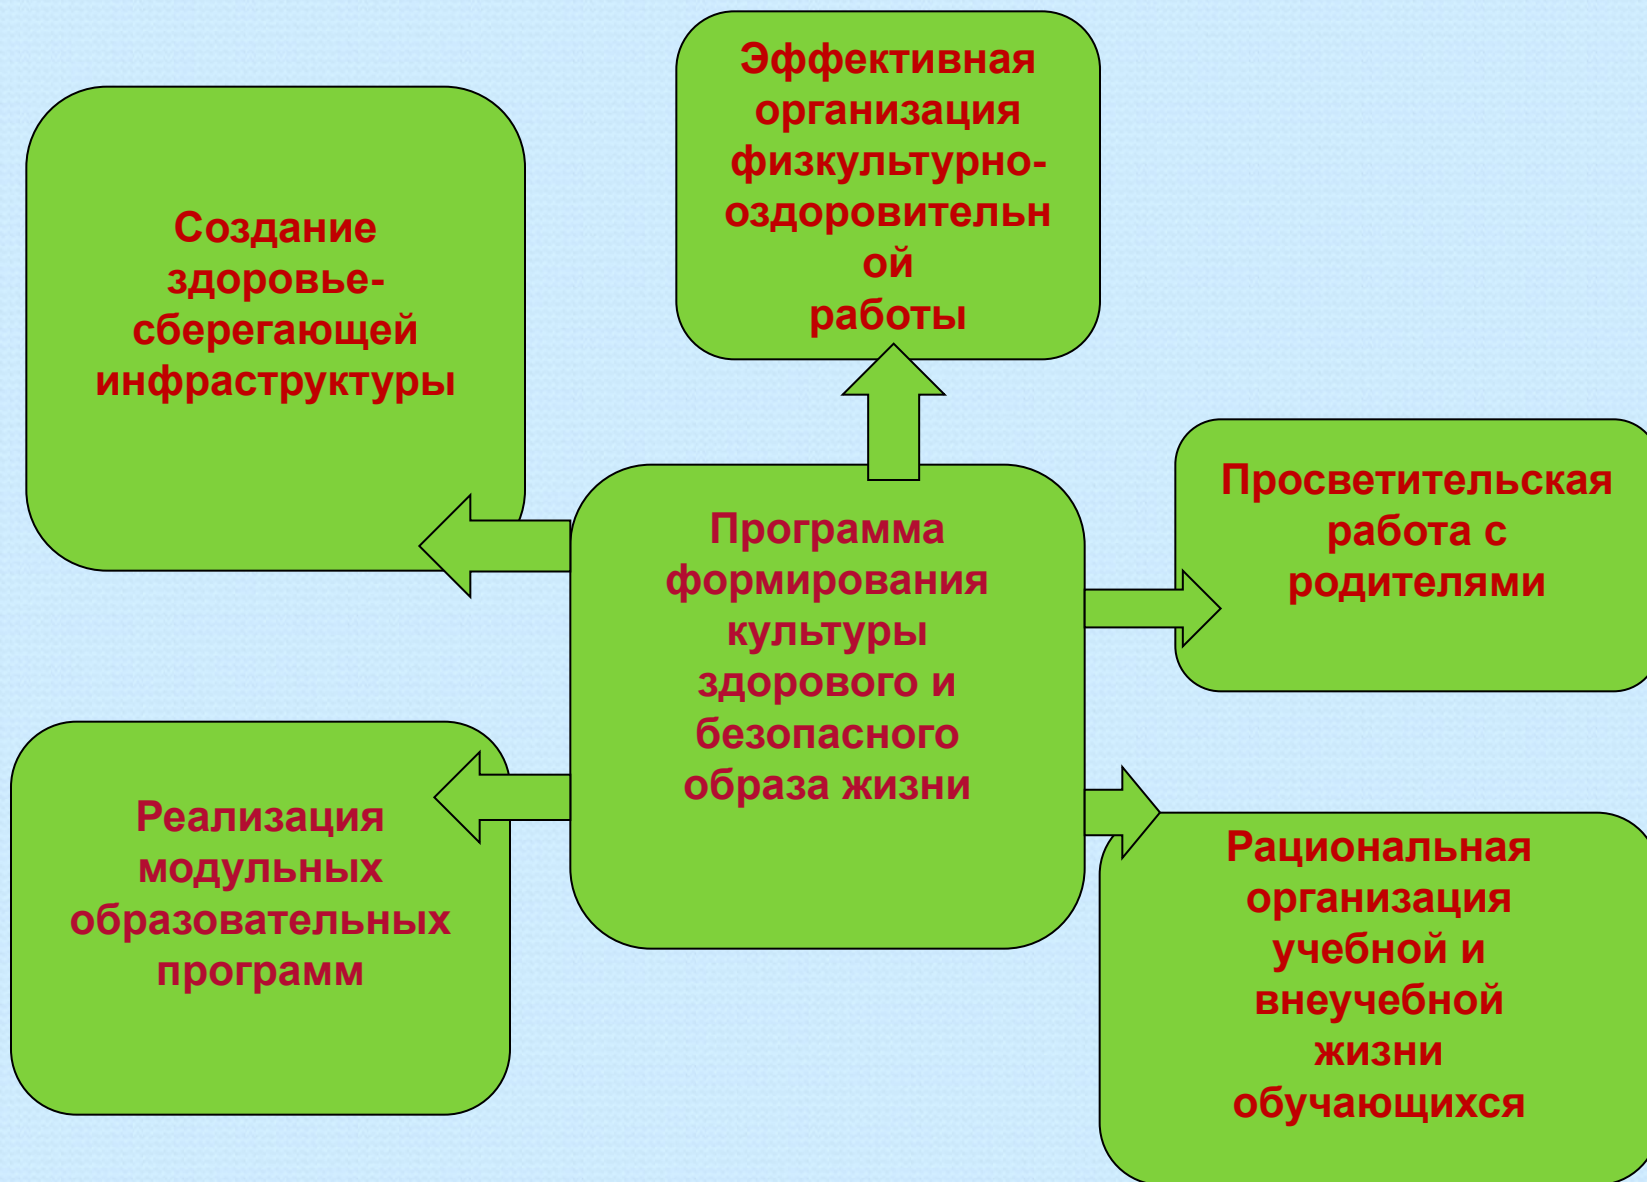 Эффективная
организация
физкультурно-
оздоровительн
ой
работы
Создание
здоровье-
сберегающей
инфраструктуры
Просветительская
работа с
родителями
Программа
формирования
культуры
здорового и
безопасного
образа жизни
Реализация
модульных
образовательных
программ
Рациональная
организация
учебной и
внеучебной
жизни
обучающихся